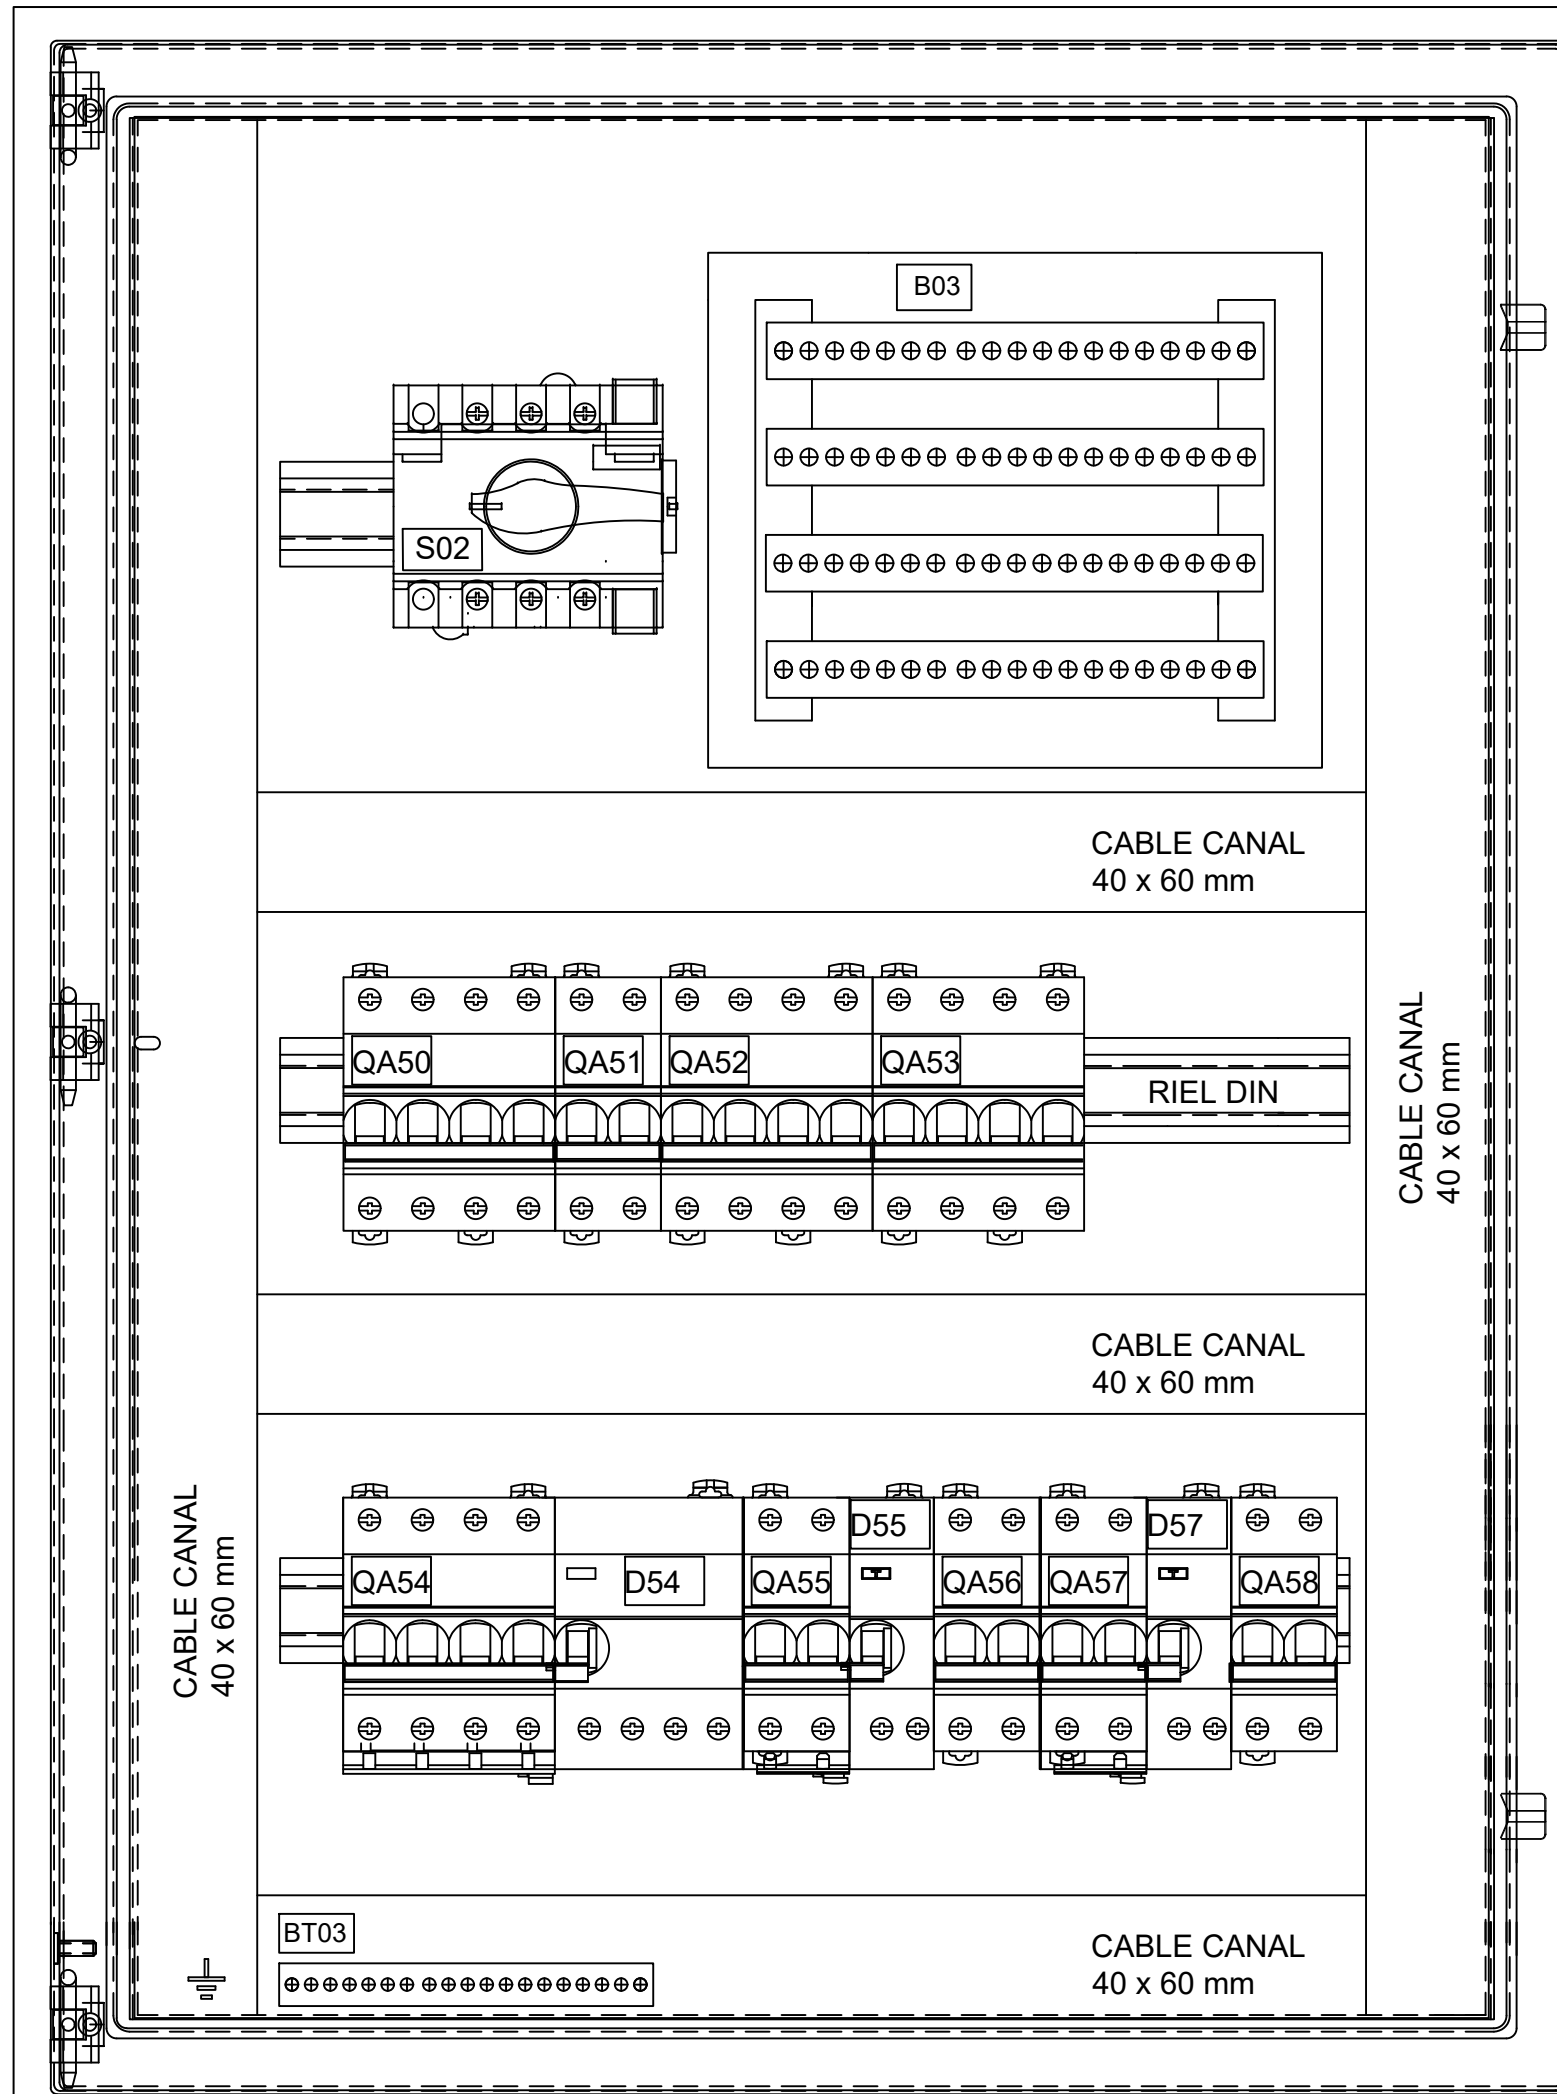 B03
S02
CABLE CANAL
40 x 60 mm
QA50
QA51
QA52
QA53
RIEL DIN
CABLE CANAL
40 x 60 mm
CABLE CANAL
40 x 60 mm
D55
D57
QA54
D54
QA55
QA56
QA57
QA58
CABLE CANAL
40 x 60 mm
BT03
CABLE CANAL
40 x 60 mm